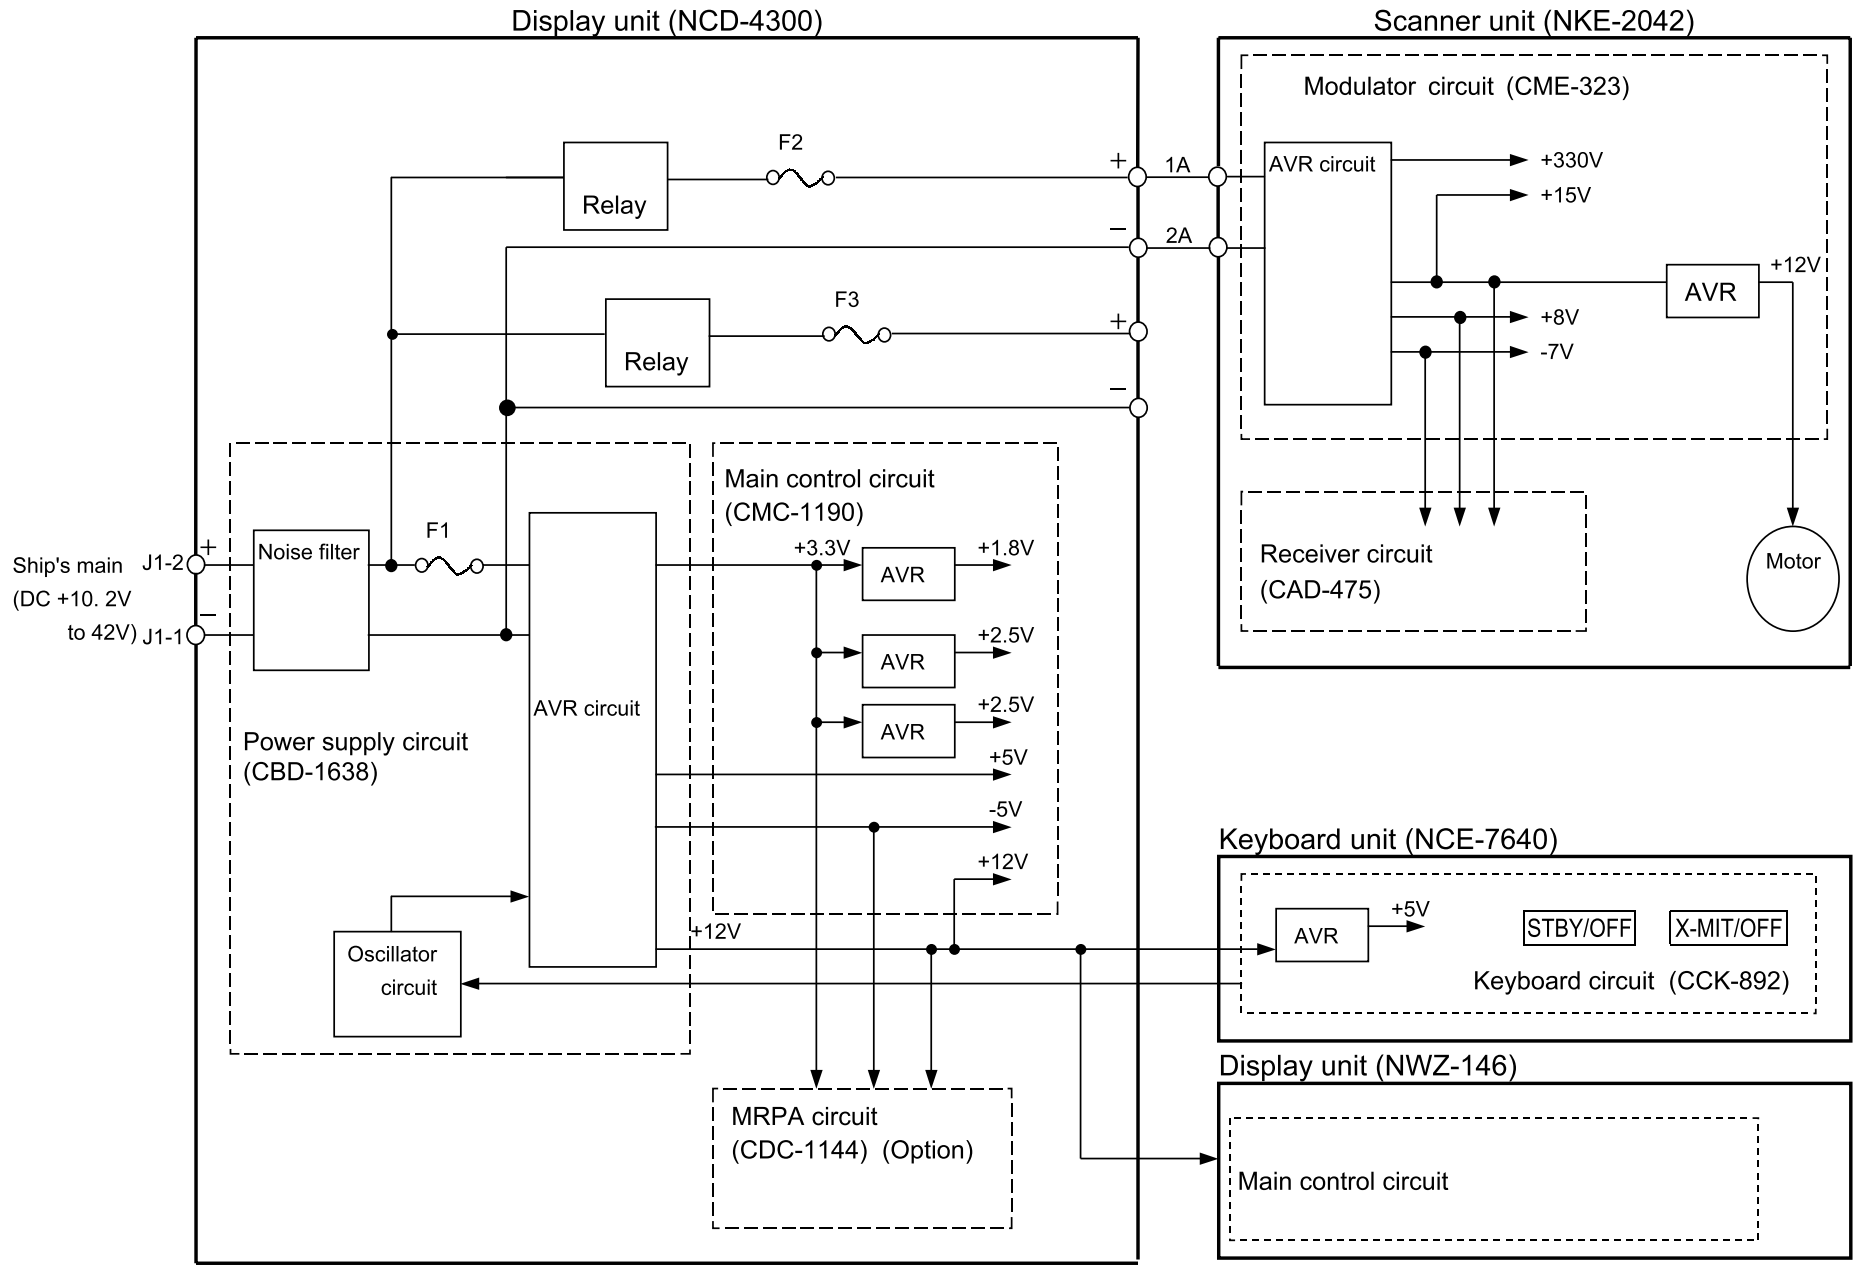 Display unit (NCD-4300)
Scanner unit (NKE-2042)
Modulator circuit (CME-323)
F2
Relay
+
1A
−
2A
AVR circuit
+330V
+15V
+12V
AVR
+8V
-7V
F3
Relay
+
−
Main control circuit
(CMC-1190)
Ship's main
(DC +10. 2V
to 42V)
J1-2
+
−
J1-1
Noise filter
F1
AVR circuit
Power supply circuit
(CBD-1638)
+3.3V
AVR
+1.8V
AVR
+2.5V
AVR
+2.5V
+5V
-5V
+12V
+12V
Oscillator
circuit
Receiver circuit
(CAD-475)
Motor
Keyboard unit (NCE-7640)
AVR
+5V
STBY/OFF
X-MIT/OFF
Keyboard circuit (CCK-892)
MRPA circuit
(CDC-1144) (Option)
Display unit (NWZ-146)
Main control circuit